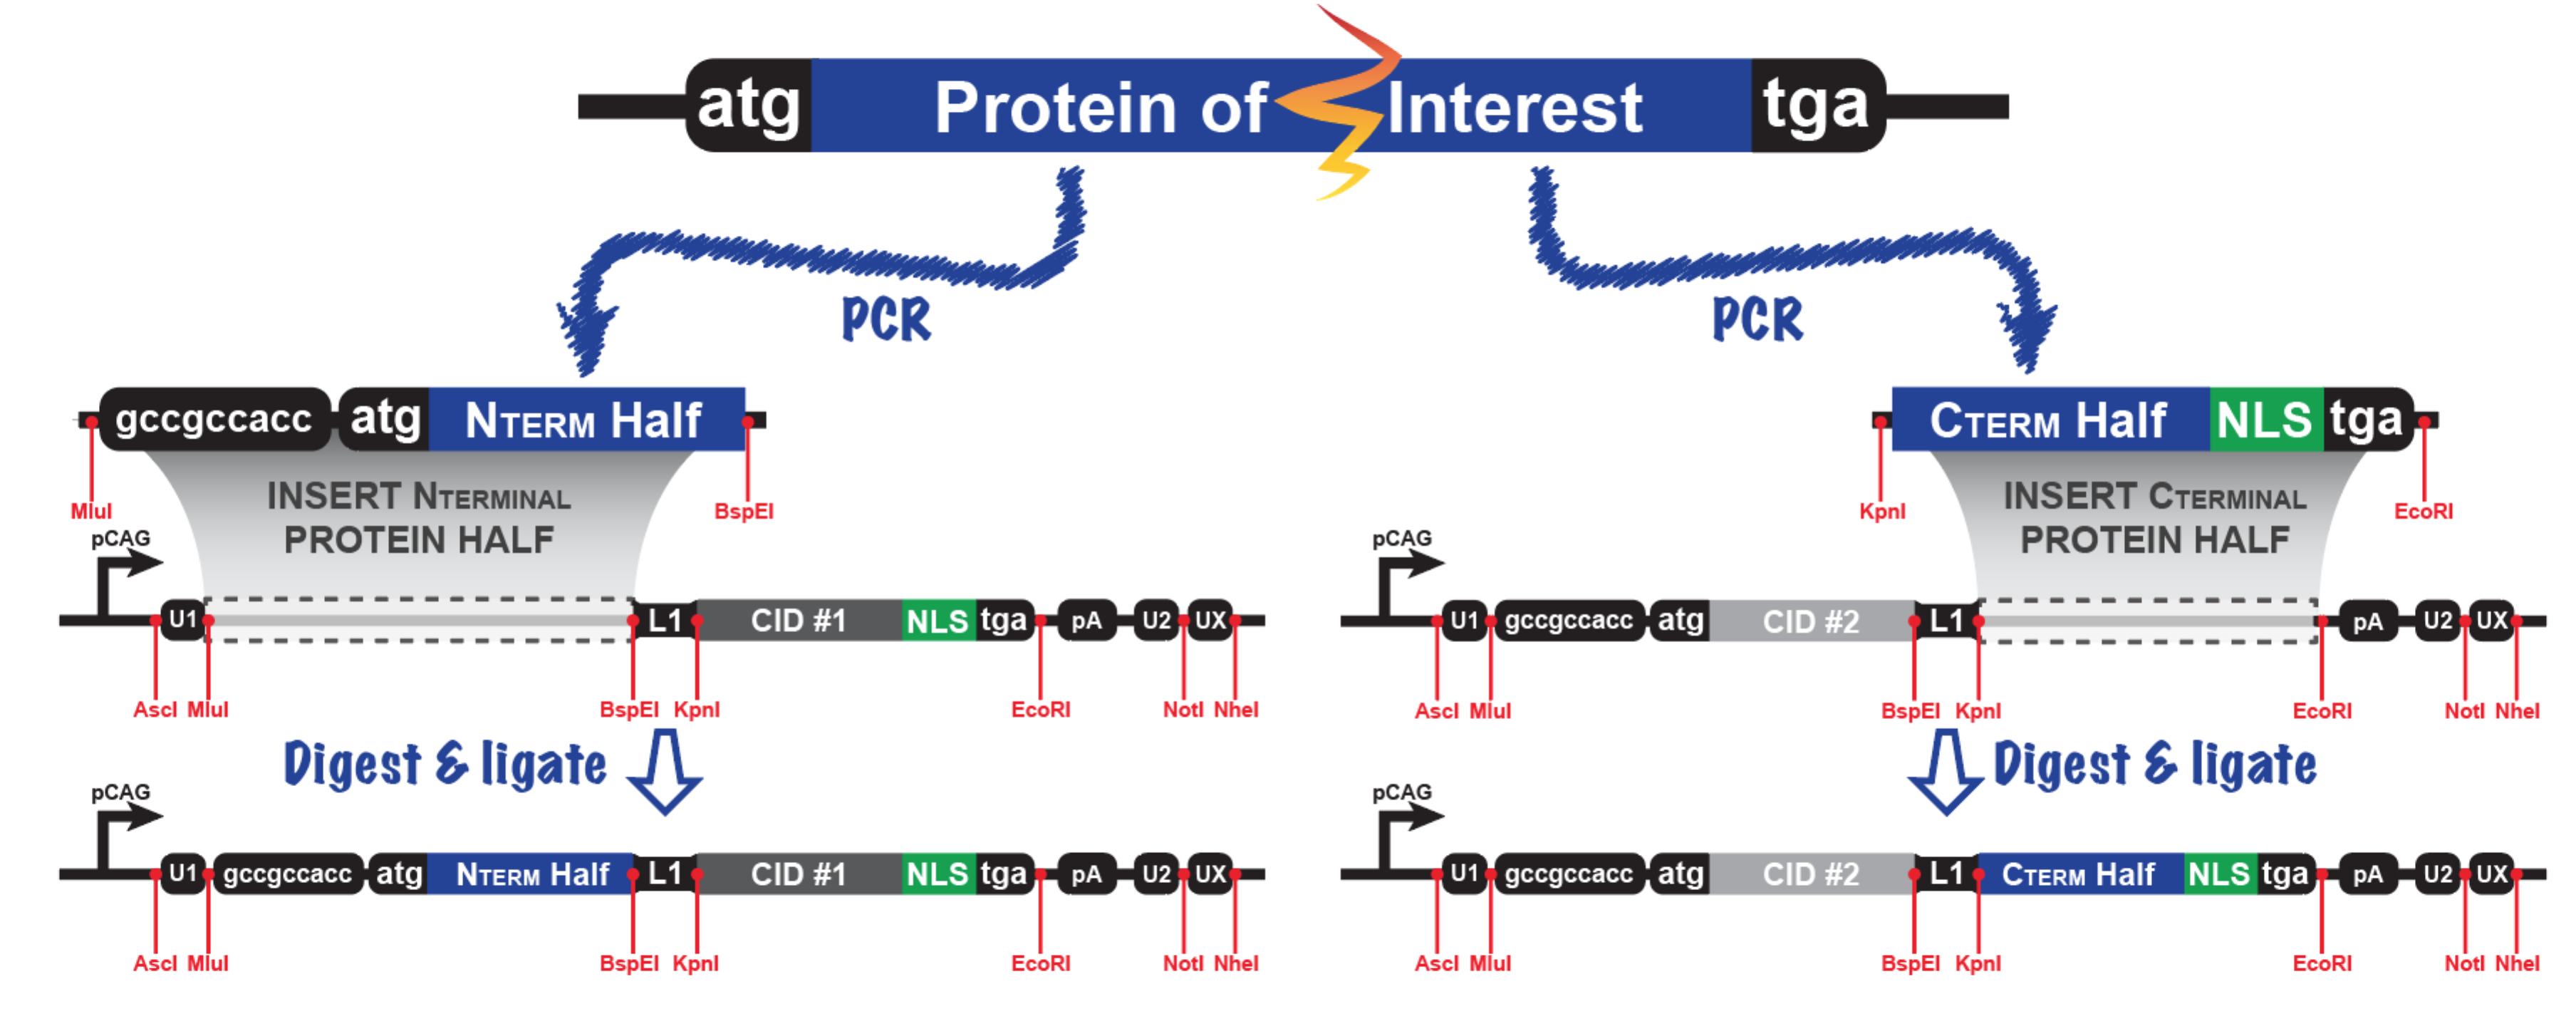 atg Protein of Interest tga
PCR PCR
gccgccacc atg NTERM Half
CTERM Half NLS tga
INSERT NTERMINAL
PROTEIN HALF
INSERT CTERMINAL
PROTEIN HALF
MluI BspEI
KpnI EcoRI
pCAG
U1 L1 CID #1 NLS tga pA U2 UX
AscI MluI BspEI KpnI EcoRI NotI NheI
pCAG
U1 gccgccacc atg CID #2 L1 pA U2 UX
AscI MluI BspEI KpnI EcoRI NotI NheI
Digest & ligate
Digest & ligate
pCAG
U1 gccgccacc atg NTERM Half L1 CID #1 NLS tga pA U2 UX
AscI MluI BspEI KpnI EcoRI NotI NheI
pCAG
U1 gccgccacc atg CID #2 L1 CTERM Half NLS tga pA U2 UX
AscI MluI BspEI KpnI EcoRI NotI NheI